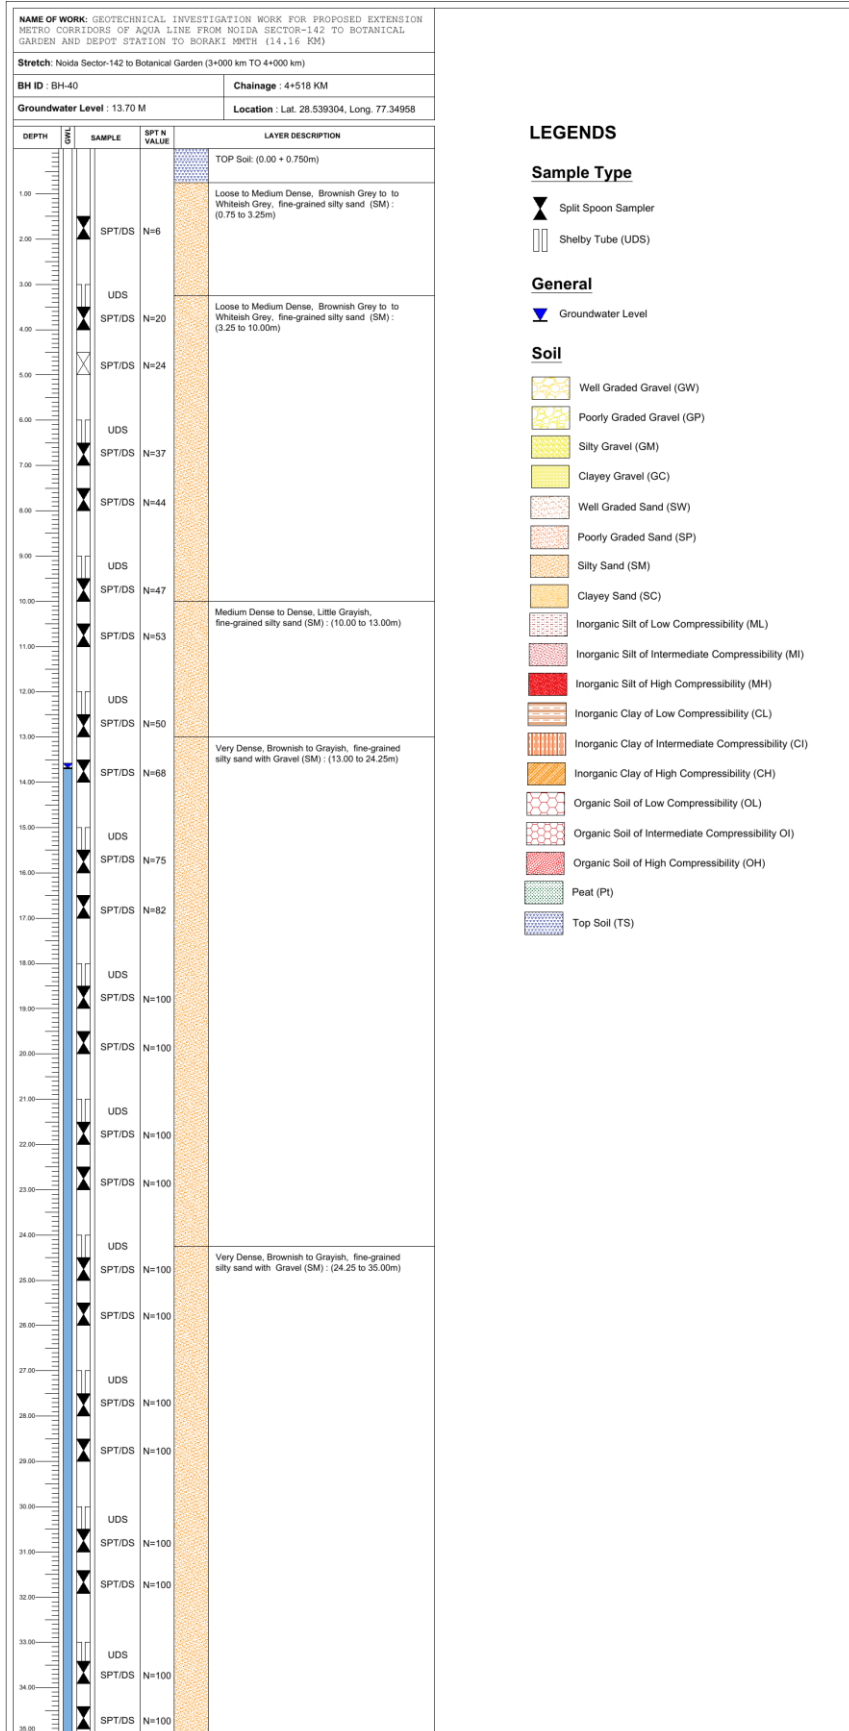 NAME OF WORK: GEOTECHNICAL INVESTIGATION WORK FOR PROPOSED EXTENSION
METRO CORRIDORS OF AQUA LINE FROM NOIDA SECTOR-142 TO BOTANICAL
GARDEN AND DEPOT STATION TO BORAKI MMTH (14.16 KM)
Stretch: Noida Sector-142 to Botanical Garden (3+000 km TO 4+000 km)
BH ID : BH-40
Chainage : 4+518 KM
Groundwater Level : 13.70 M
Location : Lat. 28.539304, Long. 77.34958
DEPTH GWL SAMPLE SPT N VALUE LAYER DESCRIPTION
TOP Soil: (0.00 + 0.750m)
1.00
Loose to Medium Dense, Brownish Grey to to
Whiteish Grey, fine-grained silty sand (SM) :
(0.75 to 3.25m)
SPT/DS N=6
2.00
3.00
UDS
Loose to Medium Dense, Brownish Grey to to
Whiteish Grey, fine-grained silty sand (SM) :
(3.25 to 10.00m)
SPT/DS N=20
4.00
SPT/DS N=24
5.00
6.00
UDS
SPT/DS N=37
7.00
SPT/DS N=44
8.00
9.00
UDS
SPT/DS N=47
10.00
Medium Dense to Dense, Little Grayish,
fine-grained silty sand (SM) : (10.00 to 13.00m)
SPT/DS N=53
11.00
12.00
UDS
SPT/DS N=50
13.00
Very Dense, Brownish to Grayish, fine-grained
silty sand with Gravel (SM) : (13.00 to 24.25m)
SPT/DS N=68
14.00
15.00
UDS
SPT/DS N=75
16.00
SPT/DS N=82
17.00
18.00
UDS
SPT/DS N=100
19.00
SPT/DS N=100
20.00
21.00
UDS
SPT/DS N=100
22.00
SPT/DS N=100
23.00
24.00
UDS
Very Dense, Brownish to Grayish, fine-grained
silty sand with Gravel (SM) : (24.25 to 35.00m)
SPT/DS N=100
25.00
SPT/DS N=100
26.00
27.00
UDS
SPT/DS N=100
28.00
SPT/DS N=100
29.00
30.00
UDS
SPT/DS N=100
31.00
SPT/DS N=100
32.00
33.00
UDS
SPT/DS N=100
34.00
SPT/DS N=100
35.00
LEGENDS
Sample Type
Split Spoon Sampler
Shelby Tube (UDS)
General
Groundwater Level
Soil
Well Graded Gravel (GW)
Poorly Graded Gravel (GP)
Silty Gravel (GM)
Clayey Gravel (GC)
Well Graded Sand (SW)
Poorly Graded Sand (SP)
Silty Sand (SM)
Clayey Sand (SC)
Inorganic Silt of Low Compressibility (ML)
Inorganic Silt of Intermediate Compressibility (MI)
Inorganic Silt of High Compressibility (MH)
Inorganic Clay of Low Compressibility (CL)
Inorganic Clay of Intermediate Compressibility (CI)
Inorganic Clay of High Compressibility (CH)
Organic Soil of Low Compressibility (OL)
Organic Soil of Intermediate Compressibility OI)
Organic Soil of High Compressibility (OH)
Peat (Pt)
Top Soil (TS)